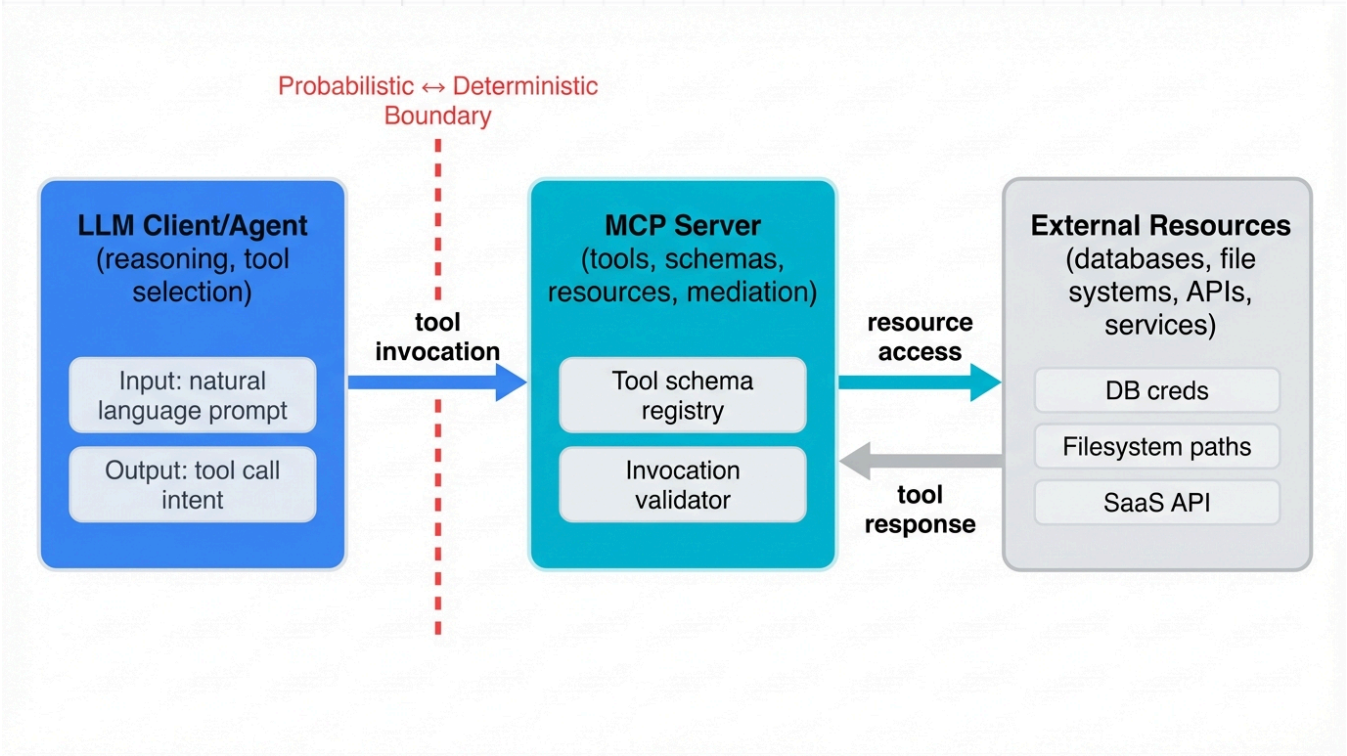 Probabilistic ↔ Deterministic
Boundary
LLM Client/Agent
(reasoning, tool
selection)
Input: natural
language prompt
Output: tool call
intent
tool
invocation
MCP Server
(tools, schemas,
resources, mediation)
Tool schema
registry
Invocation
validator
resource
access
tool
response
External Resources
(databases, file
systems, APIs,
services)
DB creds
Filesystem paths
SaaS API